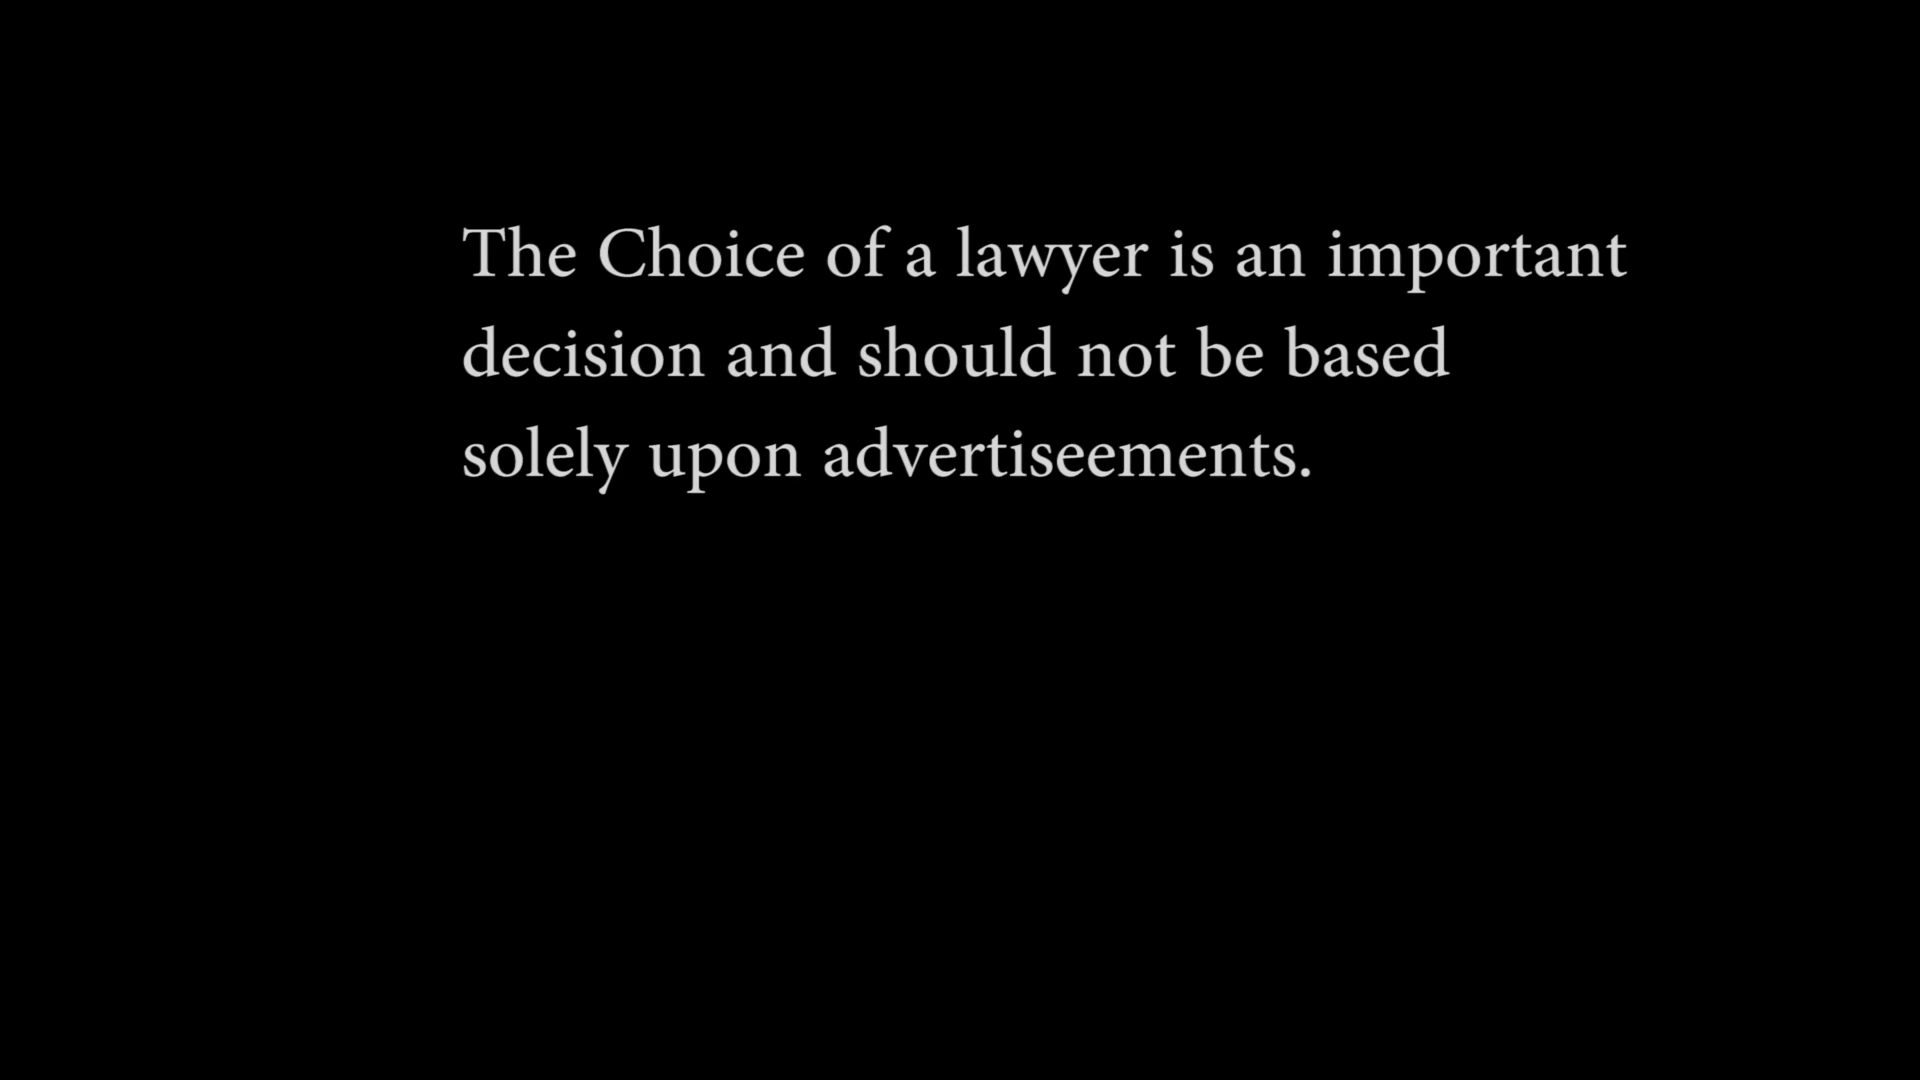 The Choice of a lawyer is an important
decision and should not be based
solely upon advertiseements.